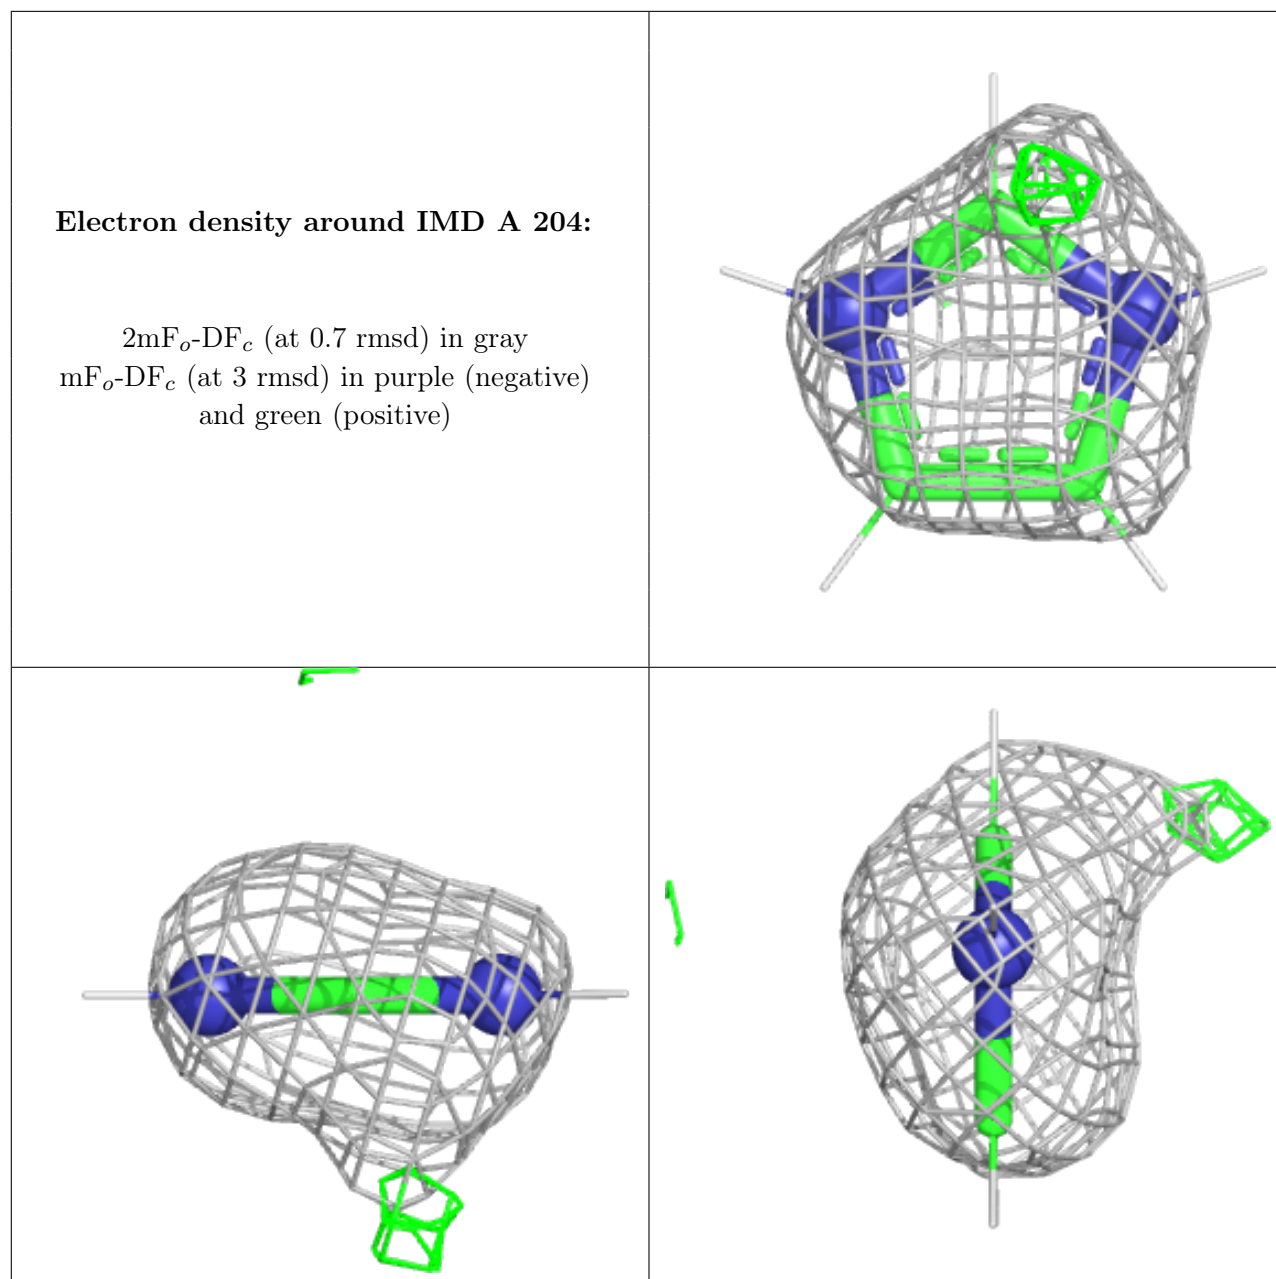 Electron density around IMD A 204:
2mFo-DFc (at 0.7 rmsd) in gray
mFo-DFc (at 3 rmsd) in purple (negative)
and green (positive)